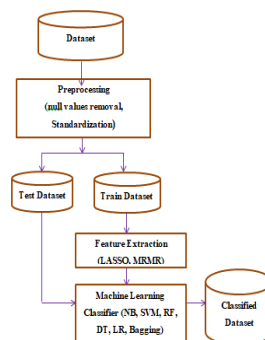 Dataset
Preprocessing
(null values removal,
Standardization)
Test Dataset
Train Dataset
Feature Extraction
(LASSO, MRMR)
Machine Learning
Classifier (NB, SVM, RF,
DT, LR, Bagging)
Classified
Dataset